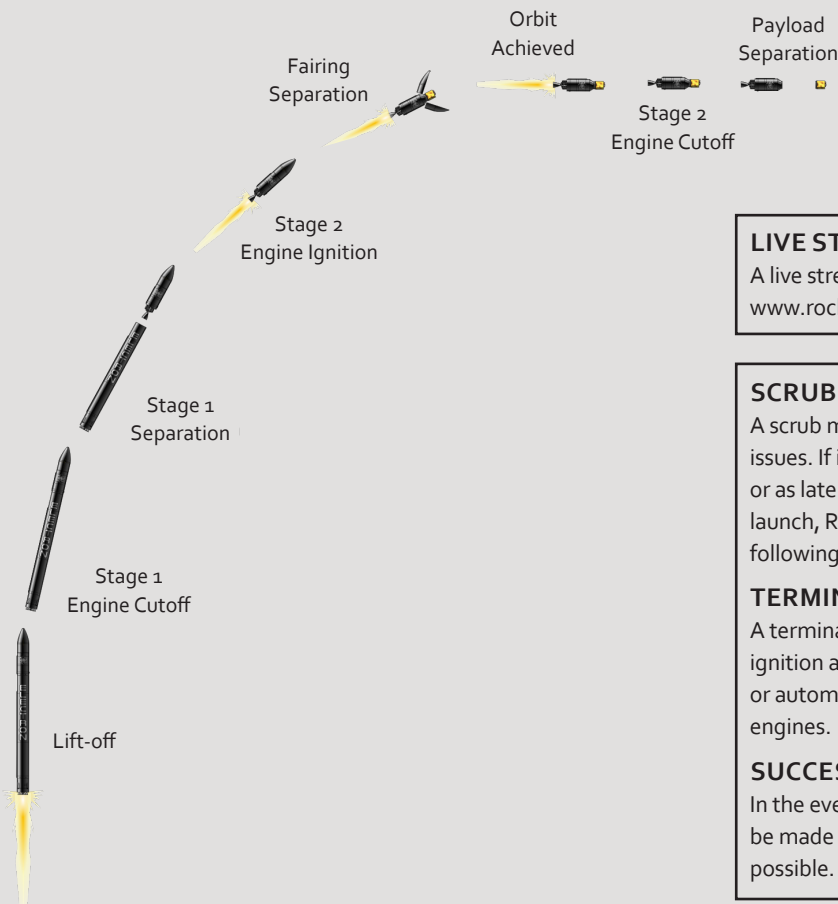 Orbit
Achieved
Payload
Separation
Fairing
Separation
Stage 2
Engine Cutoff
Stage 2
Engine Ignition
Stage 1
Separation
Stage 1
Engine Cutoff
Lift-off
LIVE ST
A live stre
www.roc
SCRUB
A scrub m
issues. If i
or as late
launch, R
following
TERMIN
A termina
ignition a
or autom
engines.
SUCCES
In the eve
be made
possible.